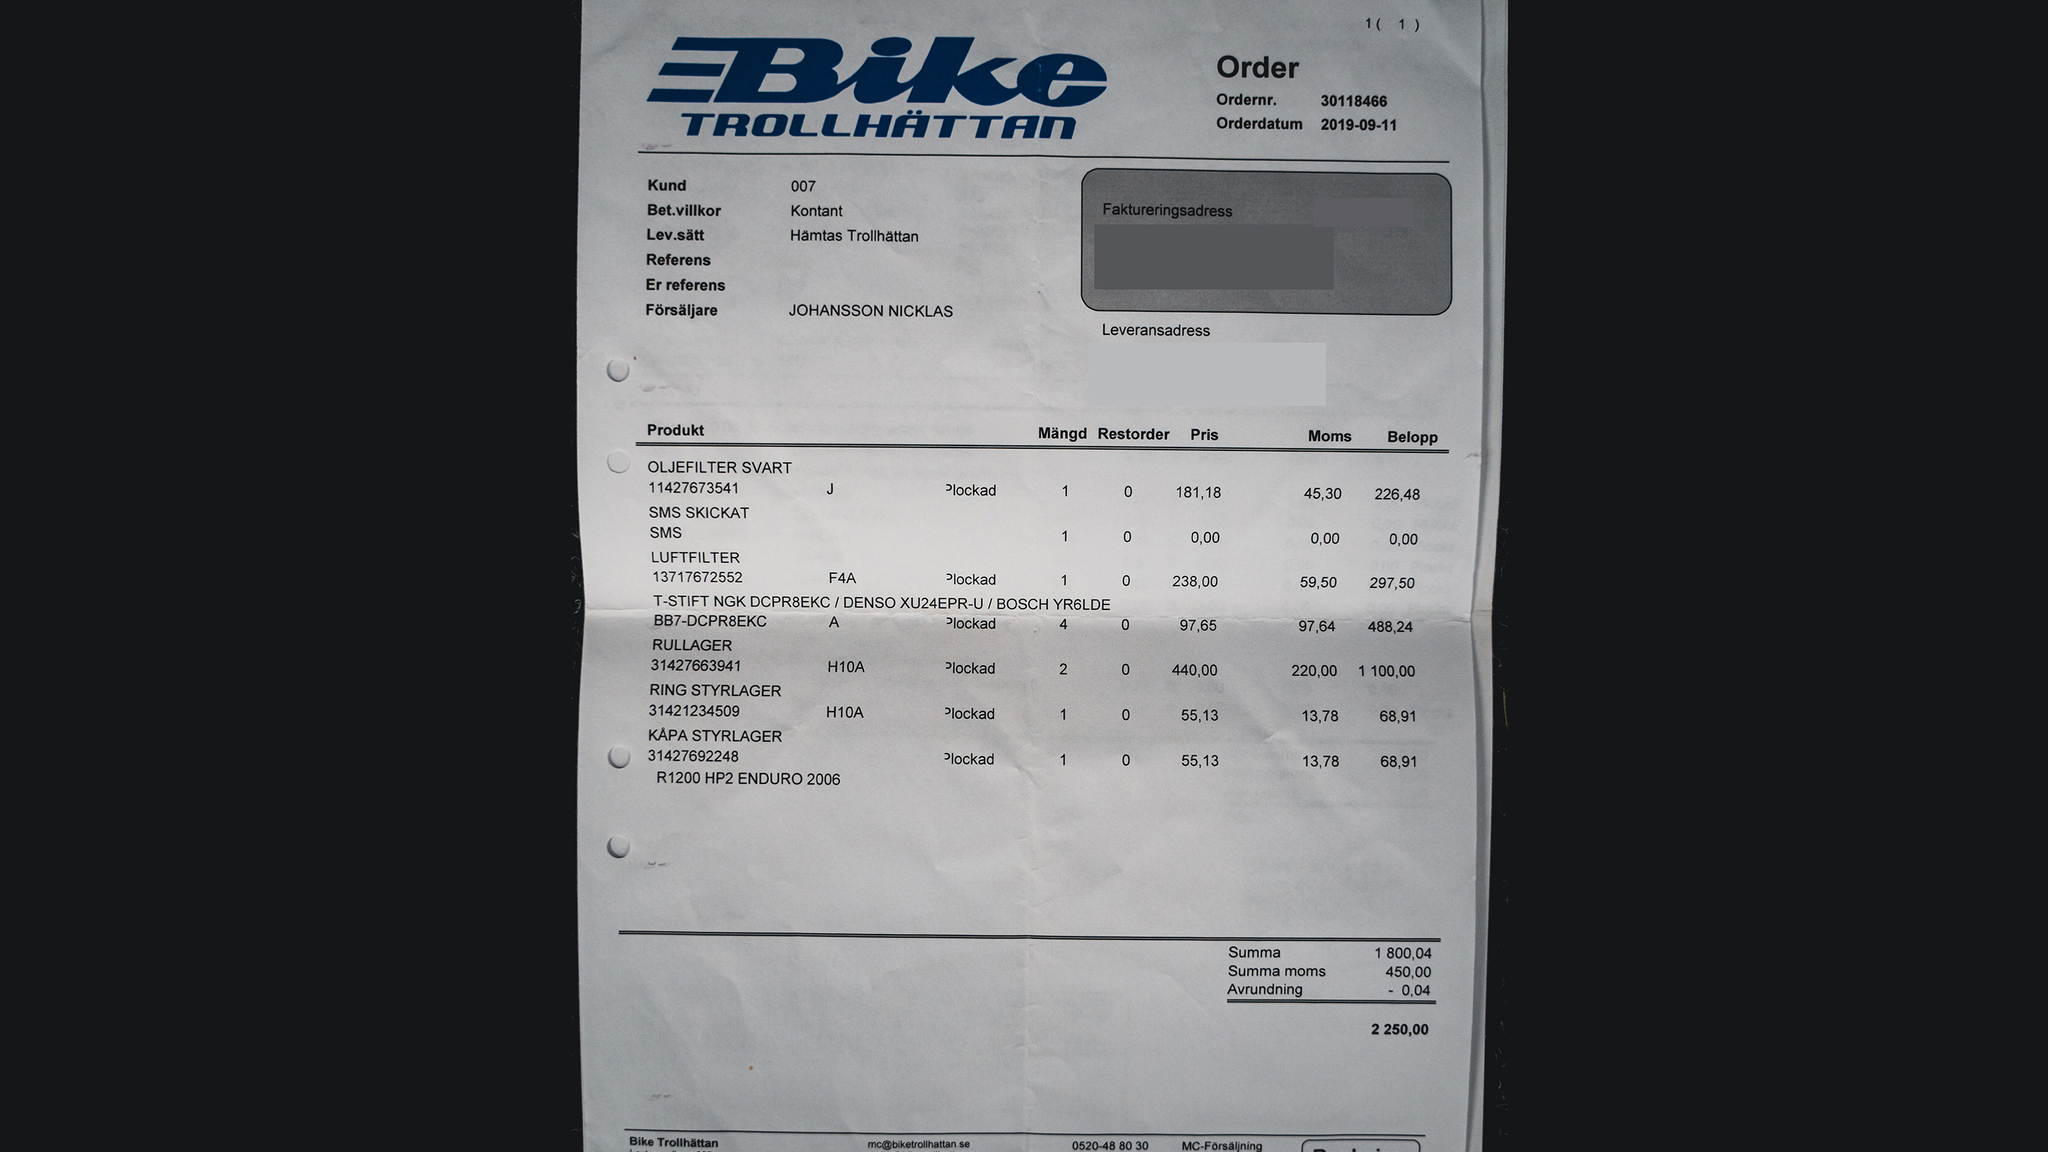 1 ( 1 )
Bike
TROLLHÄTTAN
Order
Ordernr. 30118466
Orderdatum 2019-09-11
Kund 007
Bet.villkor Kontant
Lev.sätt Hämtas Trollhättan
Referens
Er referens
Försäljare JOHANSSON NICKLAS
Faktureringsadress
Leveransadress
Produkt Mängd Restorder Pris Moms Belopp
OLJEFILTER SVART
11427673541 J Plockad 1 0 181,18 45,30 226,48
SMS SKICKAT
SMS 1 0 0,00 0,00 0,00
LUFTFILTER
13717672552 F4A Plockad 1 0 238,00 59,50 297,50
T-STIFT NGK DCPR8EKC / DENSO XU24EPR-U / BOSCH YR6LDE
BB7-DCPR8EKC A Plockad 4 0 97,65 97,64 488,24
RULLAGER
31427663941 H10A Plockad 2 0 440,00 220,00 1 100,00
RING STYRLAGER
31421234509 H10A Plockad 1 0 55,13 13,78 68,91
KÅPA STYRLAGER
31427692248 Plockad 1 0 55,13 13,78 68,91
R1200 HP2 ENDURO 2006
Summa 1 800,04
Summa moms 450,00
Avrundning - 0,04
2 250,00
Bike Trollhättan mc@biketrollhattan.se 0520-48 80 30 MC-Försäljning